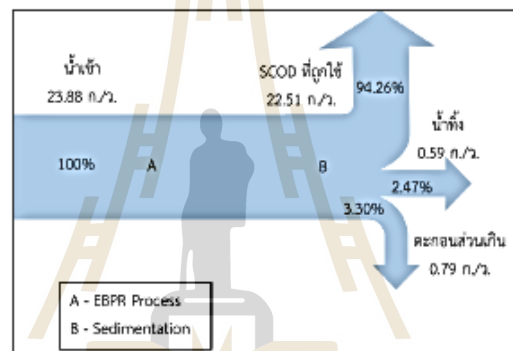 น้ำเข้า
23.88 ก./ว.
SCOD ที่ถูกใช้
22.51 ก./ว.
94.26%
น้ำทิ้ง
0.59 ก./ว.
100%
A
B
2.47%
3.30%
ตะกอนส่วนเกิน
0.79 ก./ว.
A - EBPR Process
B - Sedimentation